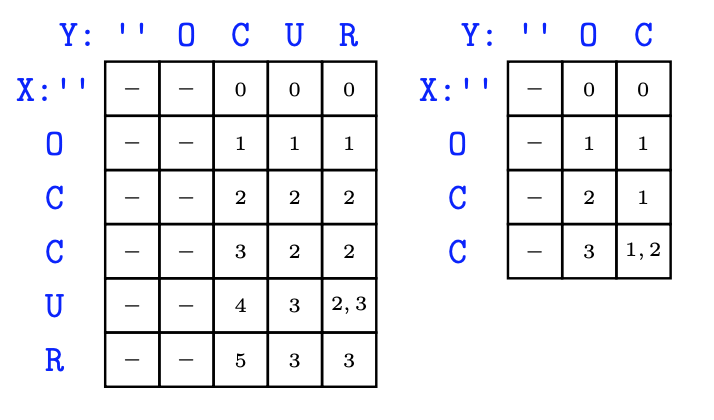 Y: '' O C U R
X:'' – – 0 0 0
O – – 1 1 1
C – – 2 2 2
C – – 3 2 2
U – – 4 3 2, 3
R – – 5 3 3
Y: '' O C
X:'' – 0 0
O – 1 1
C – 2 1
C – 3 1, 2